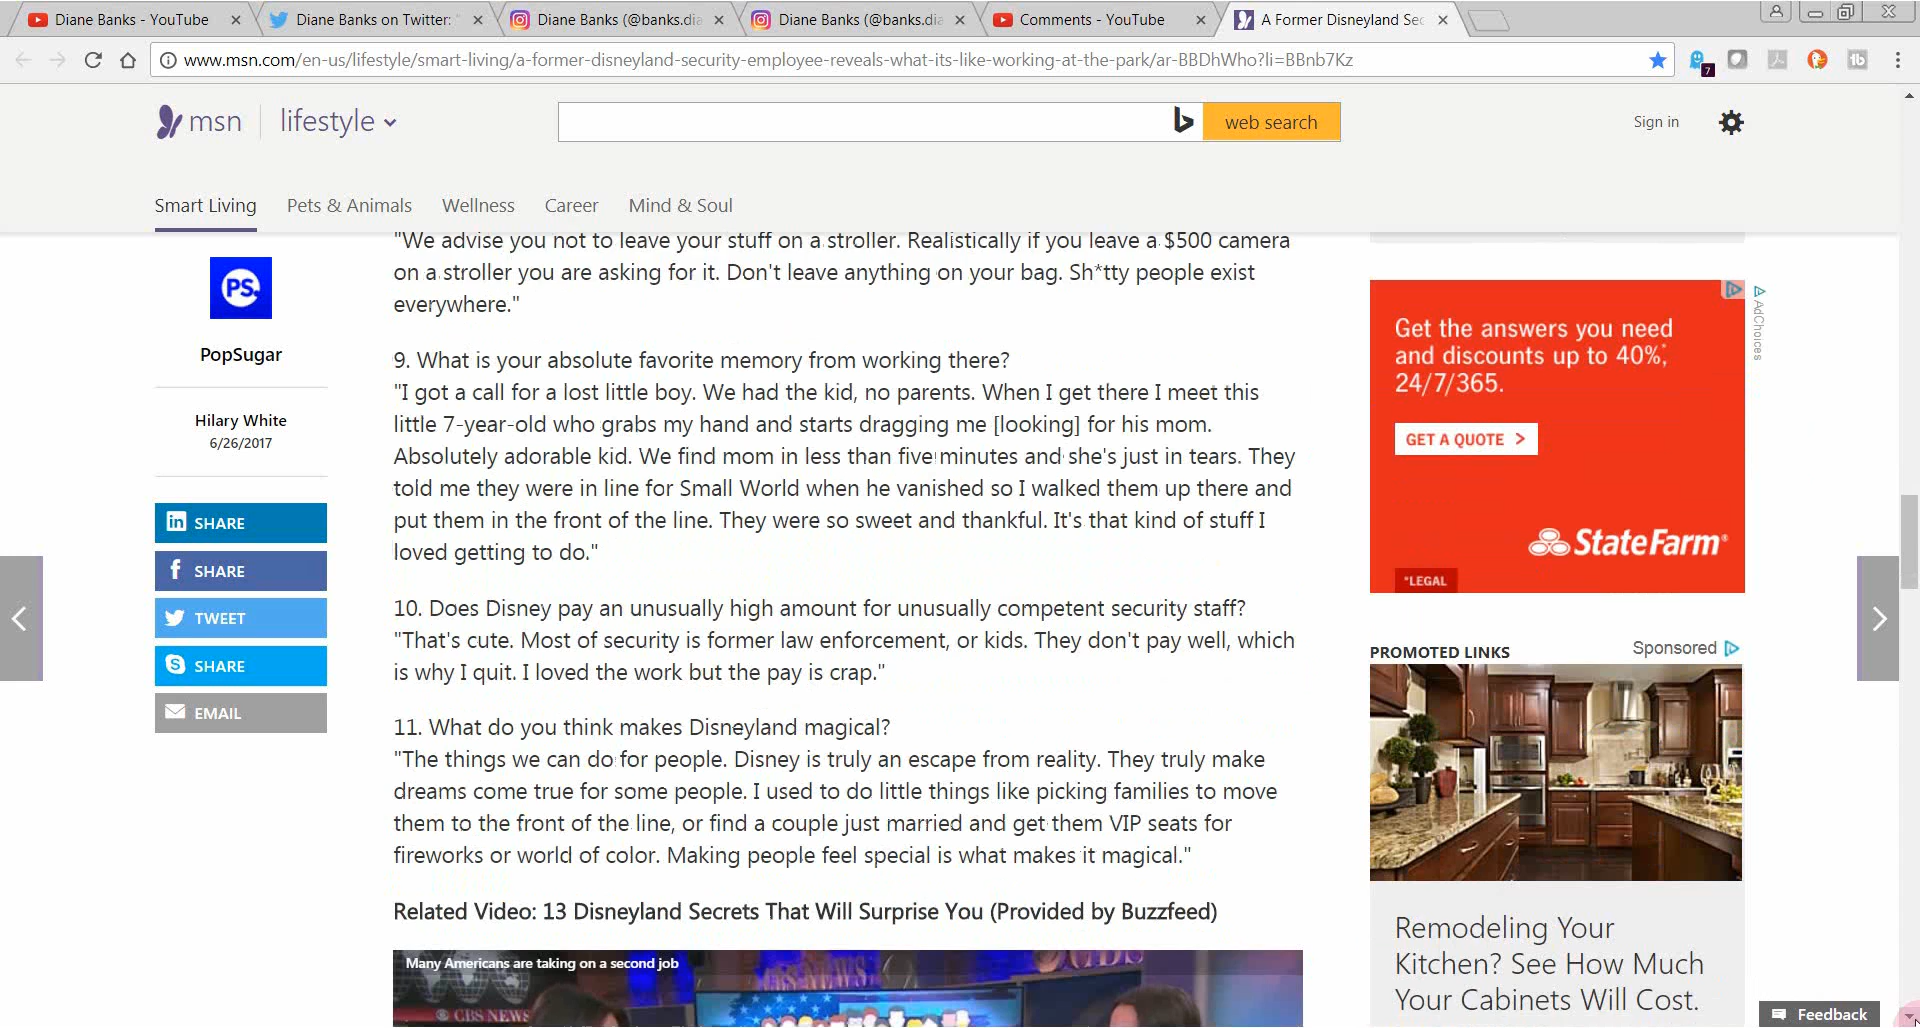 Diane Banks - YouTube
Diane Banks on Twitter: "
Diane Banks (@banks.dia
Diane Banks (@banks.dia
Comments - YouTube
A Former Disneyland Sec
www.msn.com/en-us/lifestyle/smart-living/a-former-disneyland-security-employee-reveals-what-its-like-working-at-the-park/ar-BBDhWho?li=BBnb7Kz
7
msn
lifestyle
web search
Sign in
Smart Living
Pets & Animals
Wellness
Career
Mind & Soul
PS.
PopSugar
Hilary White
6/26/2017
in SHARE
f SHARE
TWEET
SHARE
EMAIL
"We advise you not to leave your stuff on a stroller. Realistically if you leave a $500 camera
on a stroller you are asking for it. Don't leave anything on your bag. Sh*tty people exist
everywhere."
9. What is your absolute favorite memory from working there?
"I got a call for a lost little boy. We had the kid, no parents. When I get there I meet this
little 7-year-old who grabs my hand and starts dragging me [looking] for his mom.
Absolutely adorable kid. We find mom in less than five minutes and she's just in tears. They
told me they were in line for Small World when he vanished so I walked them up there and
put them in the front of the line. They were so sweet and thankful. It's that kind of stuff I
loved getting to do."
10. Does Disney pay an unusually high amount for unusually competent security staff?
"That's cute. Most of security is former law enforcement, or kids. They don't pay well, which
is why I quit. I loved the work but the pay is crap."
11. What do you think makes Disneyland magical?
"The things we can do for people. Disney is truly an escape from reality. They truly make
dreams come true for some people. I used to do little things like picking families to move
them to the front of the line, or find a couple just married and get them VIP seats for
fireworks or world of color. Making people feel special is what makes it magical."
Related Video: 13 Disneyland Secrets That Will Surprise You (Provided by Buzzfeed)
Many Americans are taking on a second job
CBS NEWS
Get the answers you need
and discounts up to 40%*,
24/7/365.
GET A QUOTE >
StateFarm®
*LEGAL
AdChoices
PROMOTED LINKS
Sponsored
Remodeling Your
Kitchen? See How Much
Your Cabinets Will Cost.
Feedback